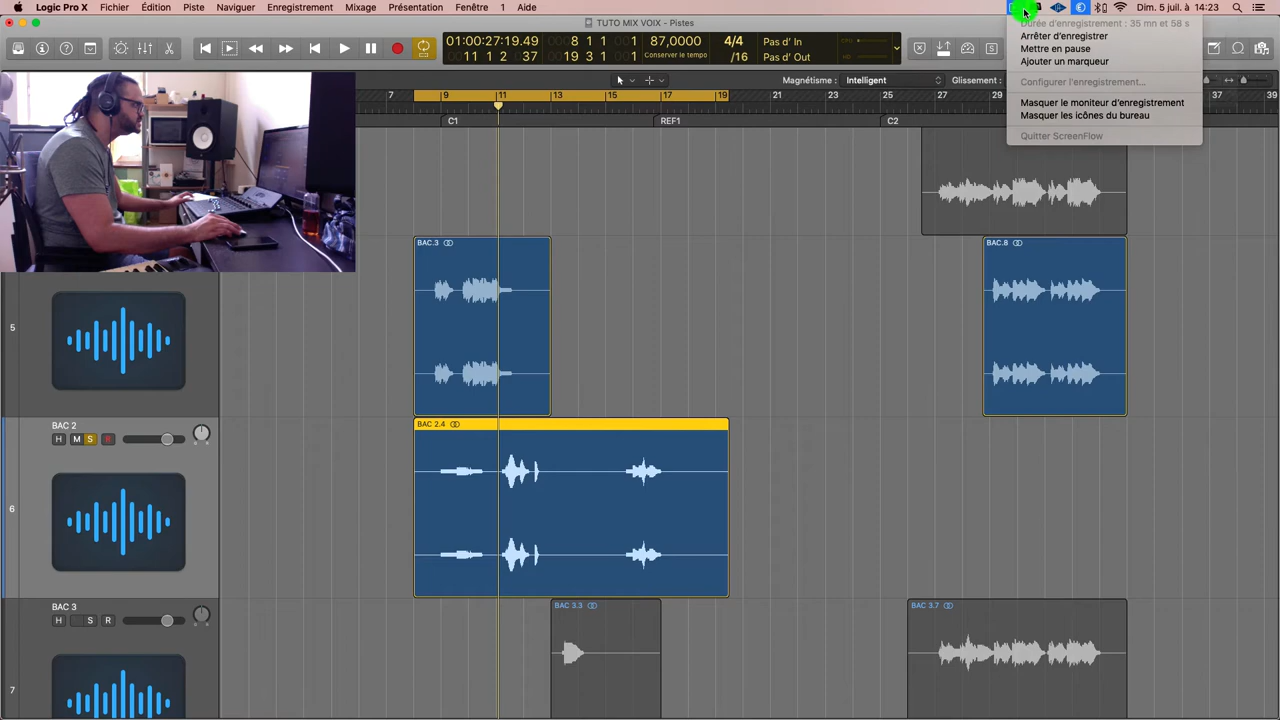 Logic Pro X Fichier Édition Piste Naviguer Enregistrement Mixage Présentation Fenêtre 1 Aide Dim. 5 juil. à 14:23
TUTO MIX VOIX - Pistes
Durée d'enregistrement : 35 mn et 58 s
Arrêter d'enregistrer
Mettre en pause
Ajouter un marqueur
Configurer l'enregistrement...
Masquer le moniteur d'enregistrement
Masquer les icônes du bureau
Quitter ScreenFlow
01:00:27:19.49 8 1 1 1 87,0000 4/4 Pas d' In
11 1 2 37 19 3 1 1 Conserver le tempo /16 Pas d' Out
Magnétisme : Intelligent Glissement :
7 9 11 13 15 17 19 21 23 25 27 29 37 39
C1 REF1 C2
BAC.3 BAC.8
5
BAC 2 BAC 2.4
H M S R
6
BAC 3 BAC 3.3 BAC 3.7
H S R
7